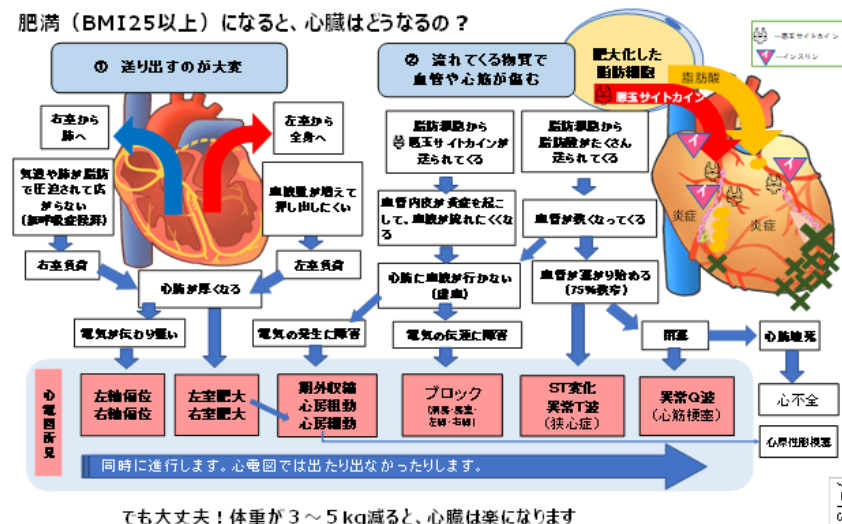 肥満（BMI25以上）になると、心臓はどうなるの？
① 送り出すのが大変
② 流れてくる物質で
血管や心筋が傷む
肥大化した
脂肪細胞
悪玉サイトカイン
脂肪酸
…悪玉サイトカイン
イ
…インスリン
右室から
肺へ
左室から
全身へ
気道や肺が脂肪
で圧迫されて広
がらない
(無呼吸症候群)
血液量が増えて
押し出しにくい
右室負荷
左室負荷
心筋が厚くなる
脂肪細胞から
悪玉サイトカインが
送られてくる
脂肪細胞から
脂肪酸がたくさん
送られてくる
血管内皮が炎症を起こ
して、血液が流れにくくな
る
血管が狭くなってくる
心筋に血液が行かない
(虚血)
血管が塞がり始める
(75%狭窄)
イ
イ
イ
炎症
炎症
電気が伝わり難い
電気の発生に障害
電気の伝達に障害
閉塞
心筋壊死
心電図所見
左軸偏位
右軸偏位
左室肥大
右室肥大
期外収縮
心房粗動
心房細動
ブロック
左脚・右脚)
ST変化
異常T波
(狭心症)
異常Q波
(心筋梗塞)
心不全
心原性脳梗塞
同時に進行します。心電図では出たり出なかったりします。
でも大丈夫！体重が３～５kg減ると、心臓は楽になります